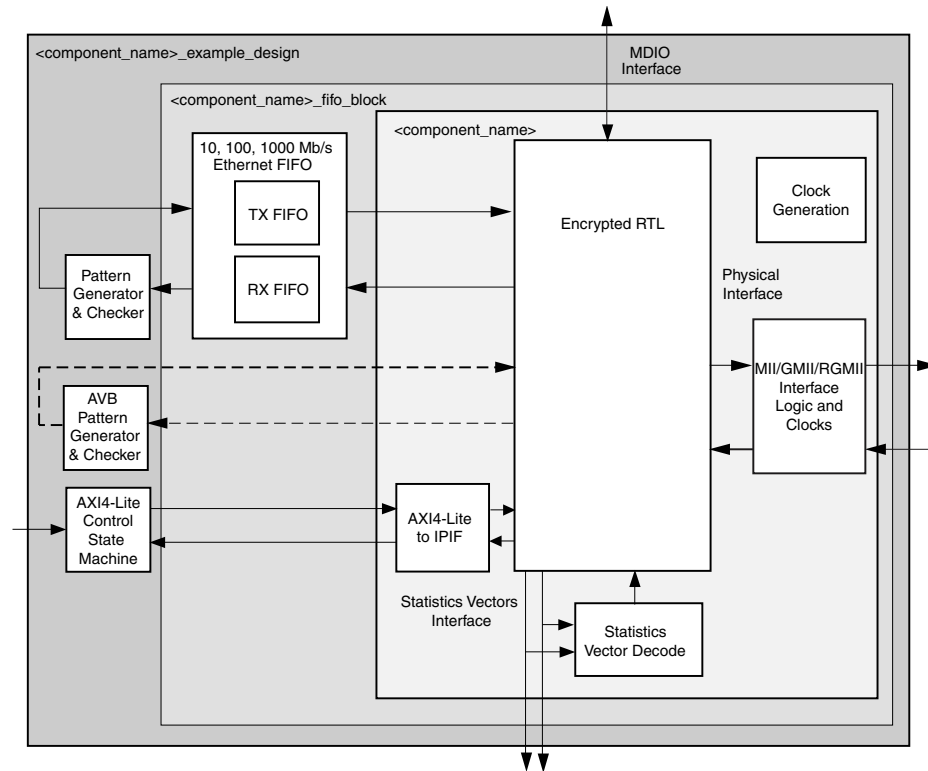 <component_name>_example_design
MDIO
Interface
<component_name>_fifo_block
<component_name>
10, 100, 1000 Mb/s
Ethernet FIFO
TX FIFO
RX FIFO
Encrypted RTL
Clock
Generation
Pattern
Generator
& Checker
Physical
Interface
MII/GMII/RGMII
Interface
Logic and
Clocks
AVB
Pattern
Generator
& Checker
AXI4-Lite
Control
State
Machine
AXI4-Lite
to IPIF
Statistics Vectors
Interface
Statistics
Vector Decode